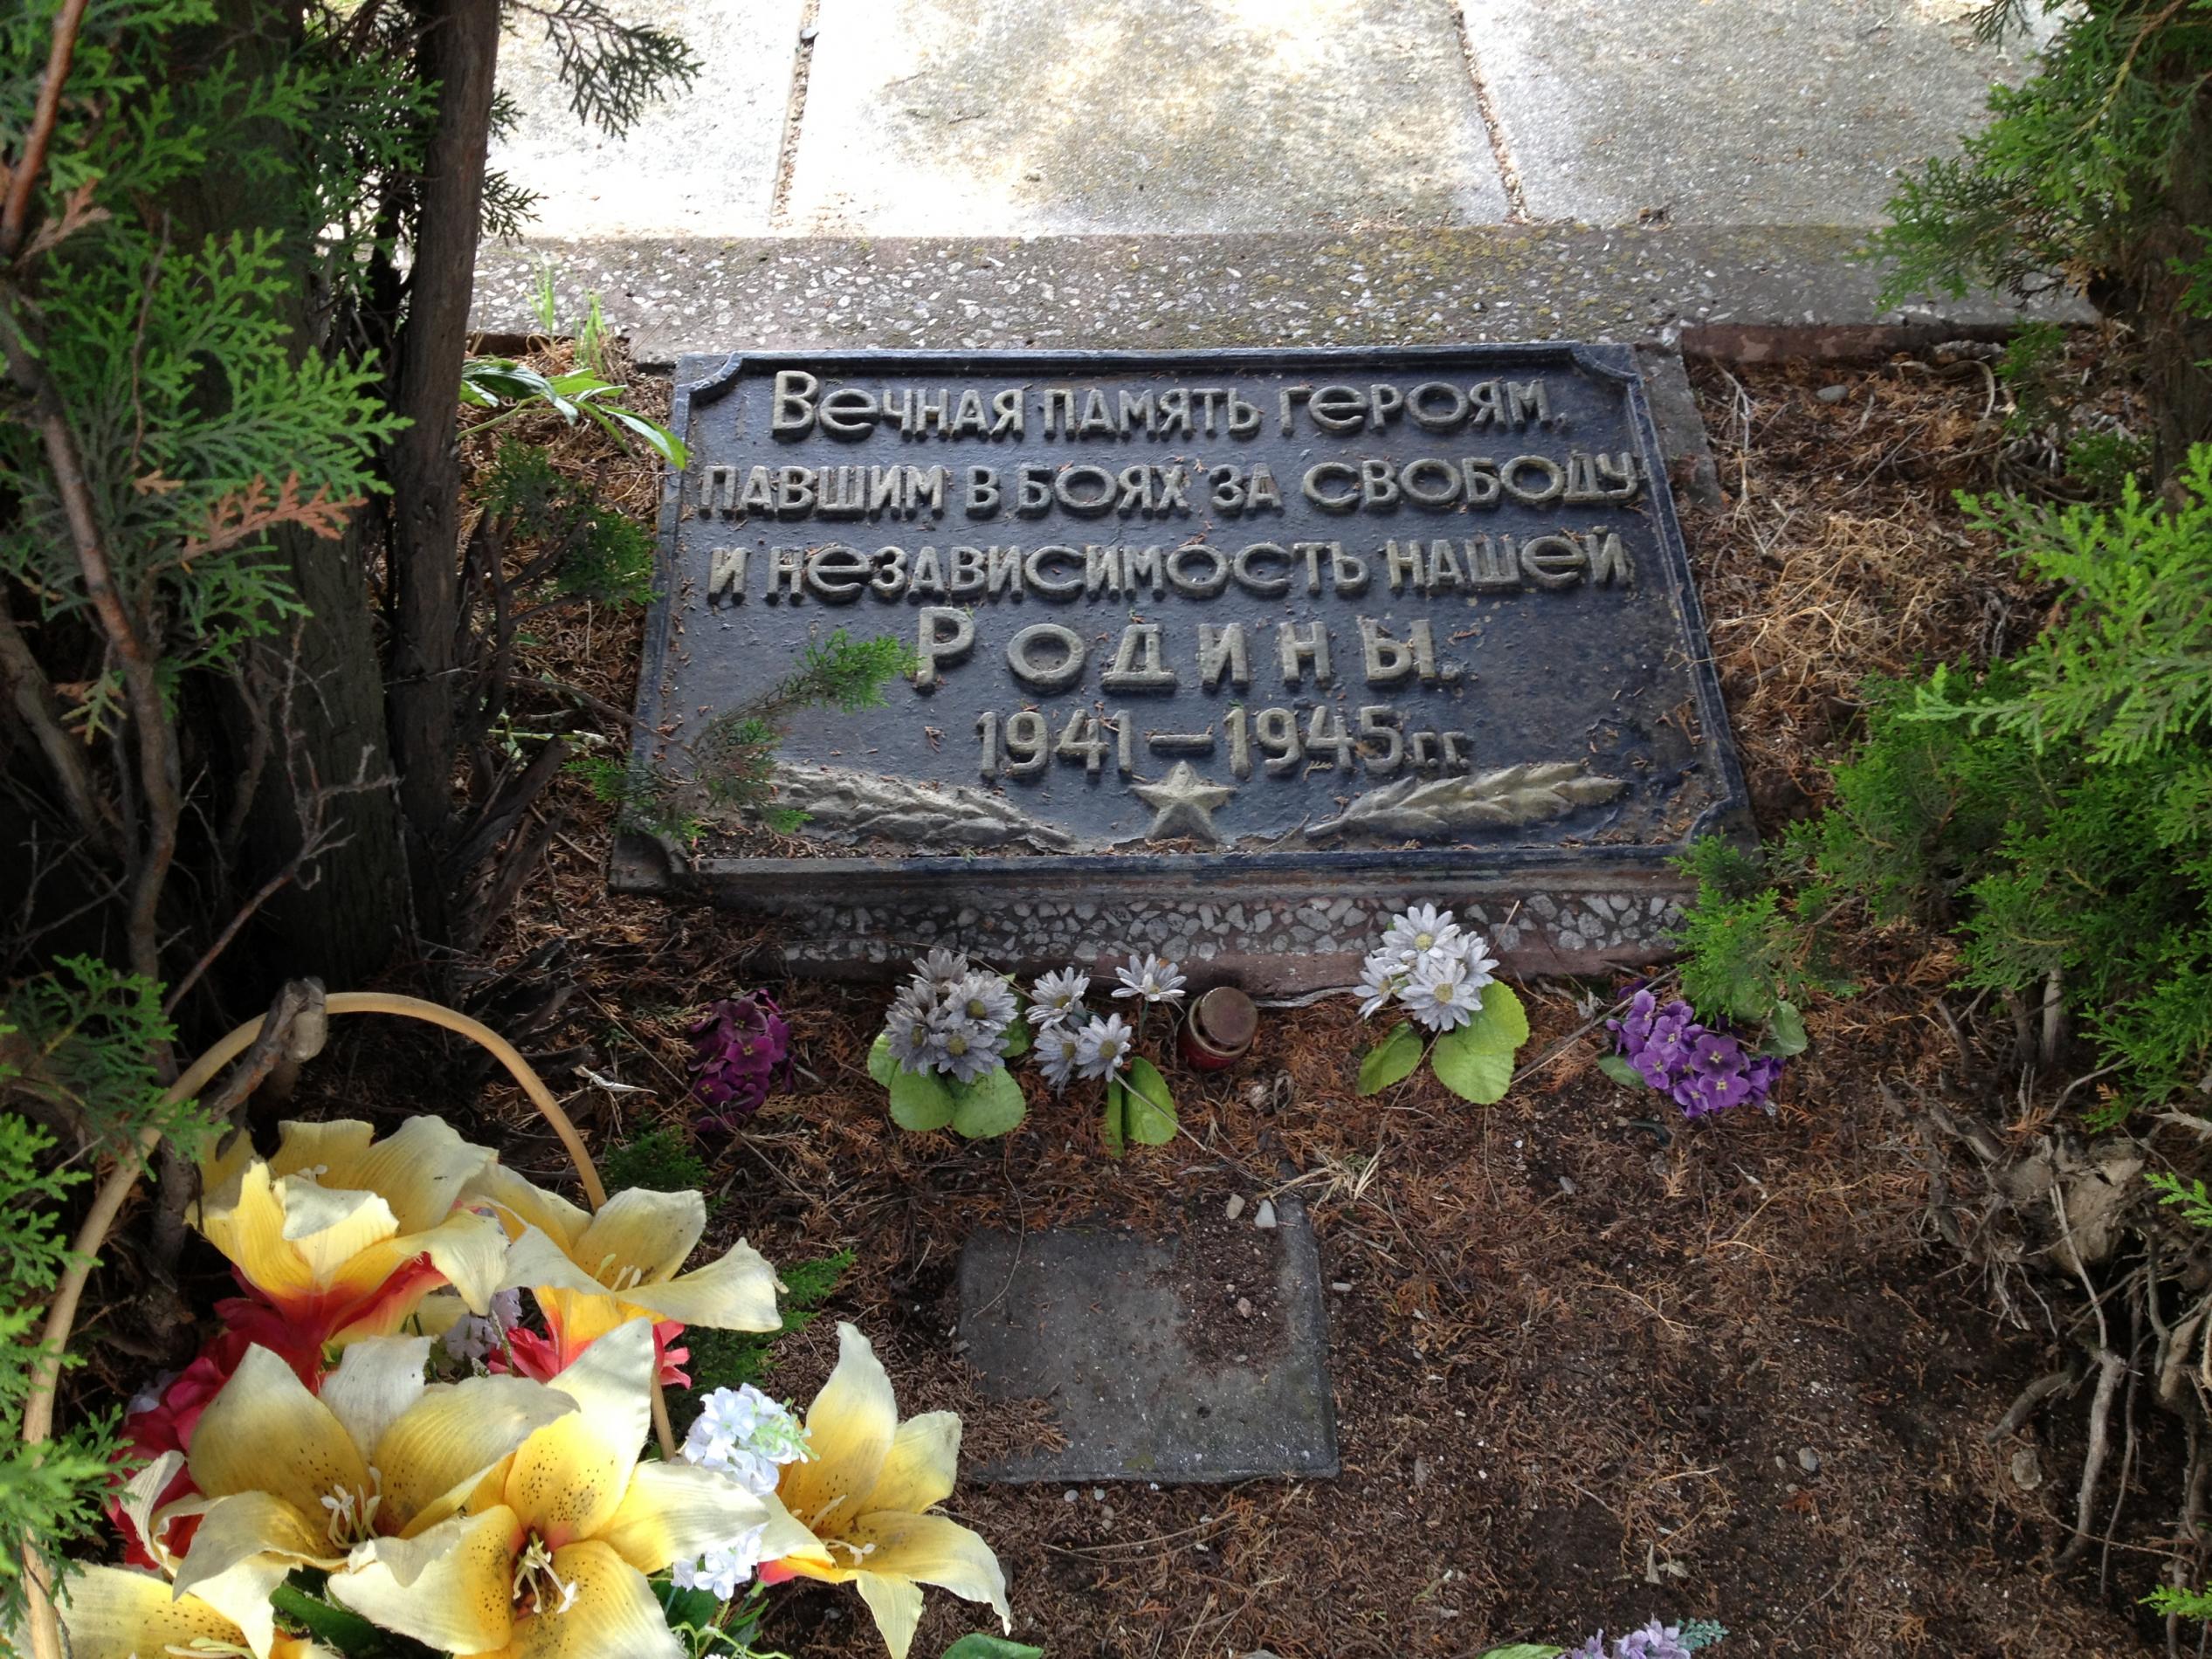 Вечная память героям,
павшим в боях за свободу
и независимость нашей
Родины.
1941–1945г.г.